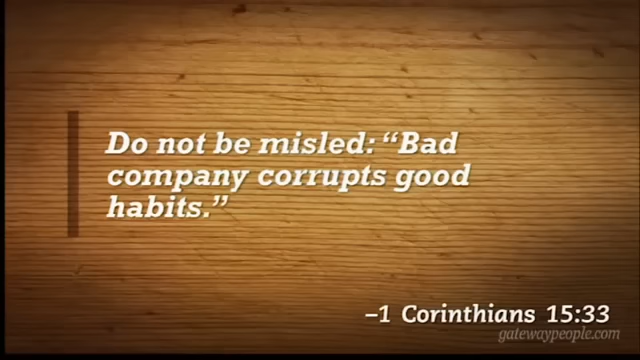 Do not be misled: “Bad
company corrupts good
habits.”
–1 Corinthians 15:33
gatewaypeople.com